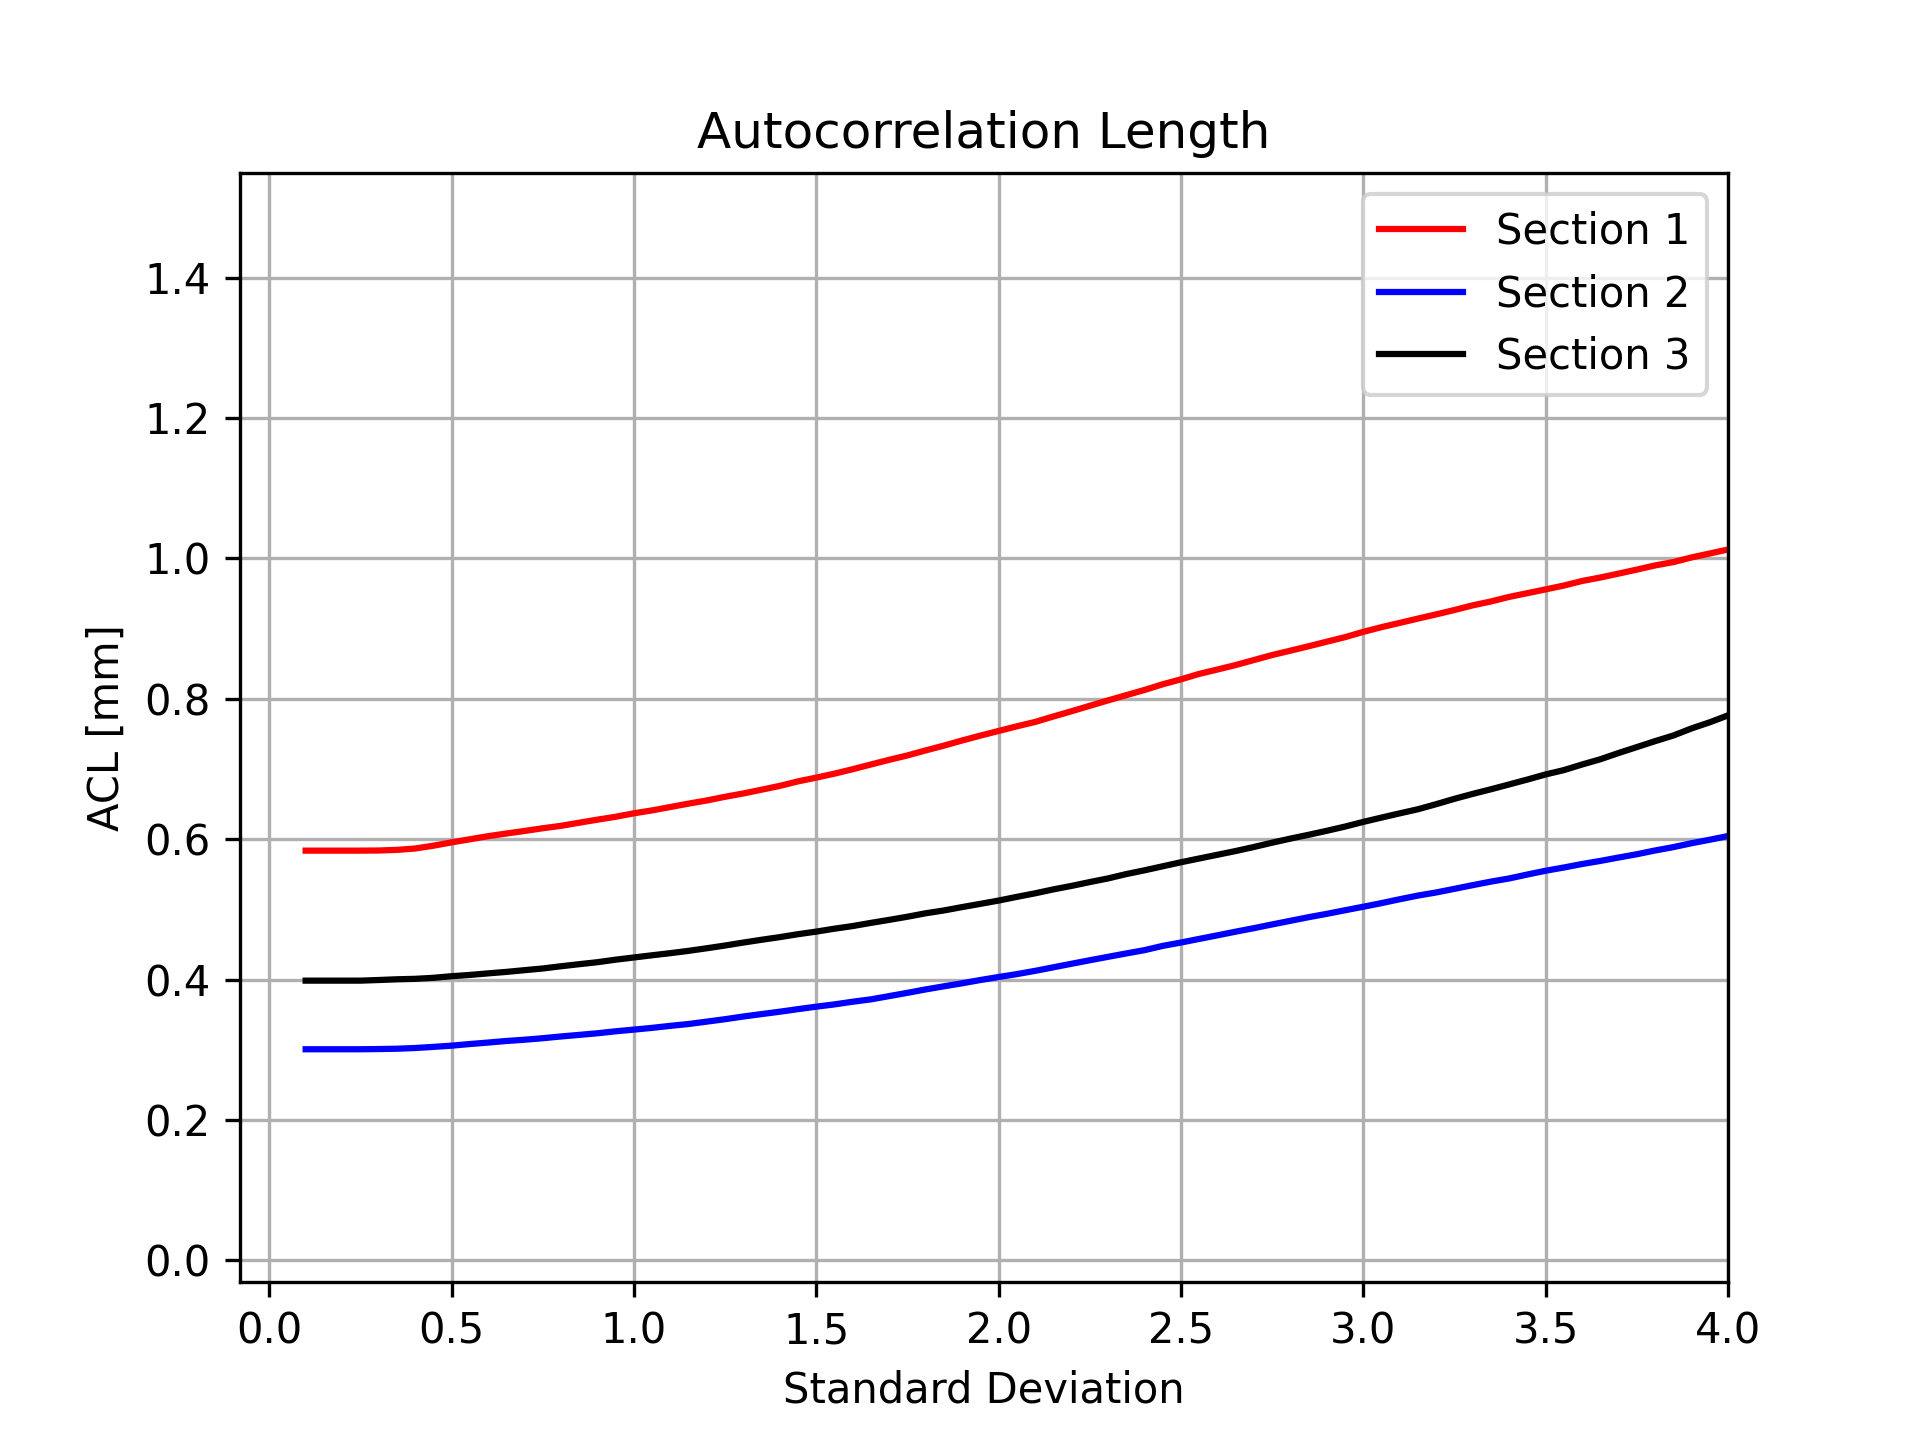 Autocorrelation Length
Section 1
Section 2
Section 3
ACL [mm]
1.4
1.2
1.0
0.8
0.6
0.4
0.2
0.0
0.0 0.5 1.0 1.5 2.0 2.5 3.0 3.5 4.0
Standard Deviation